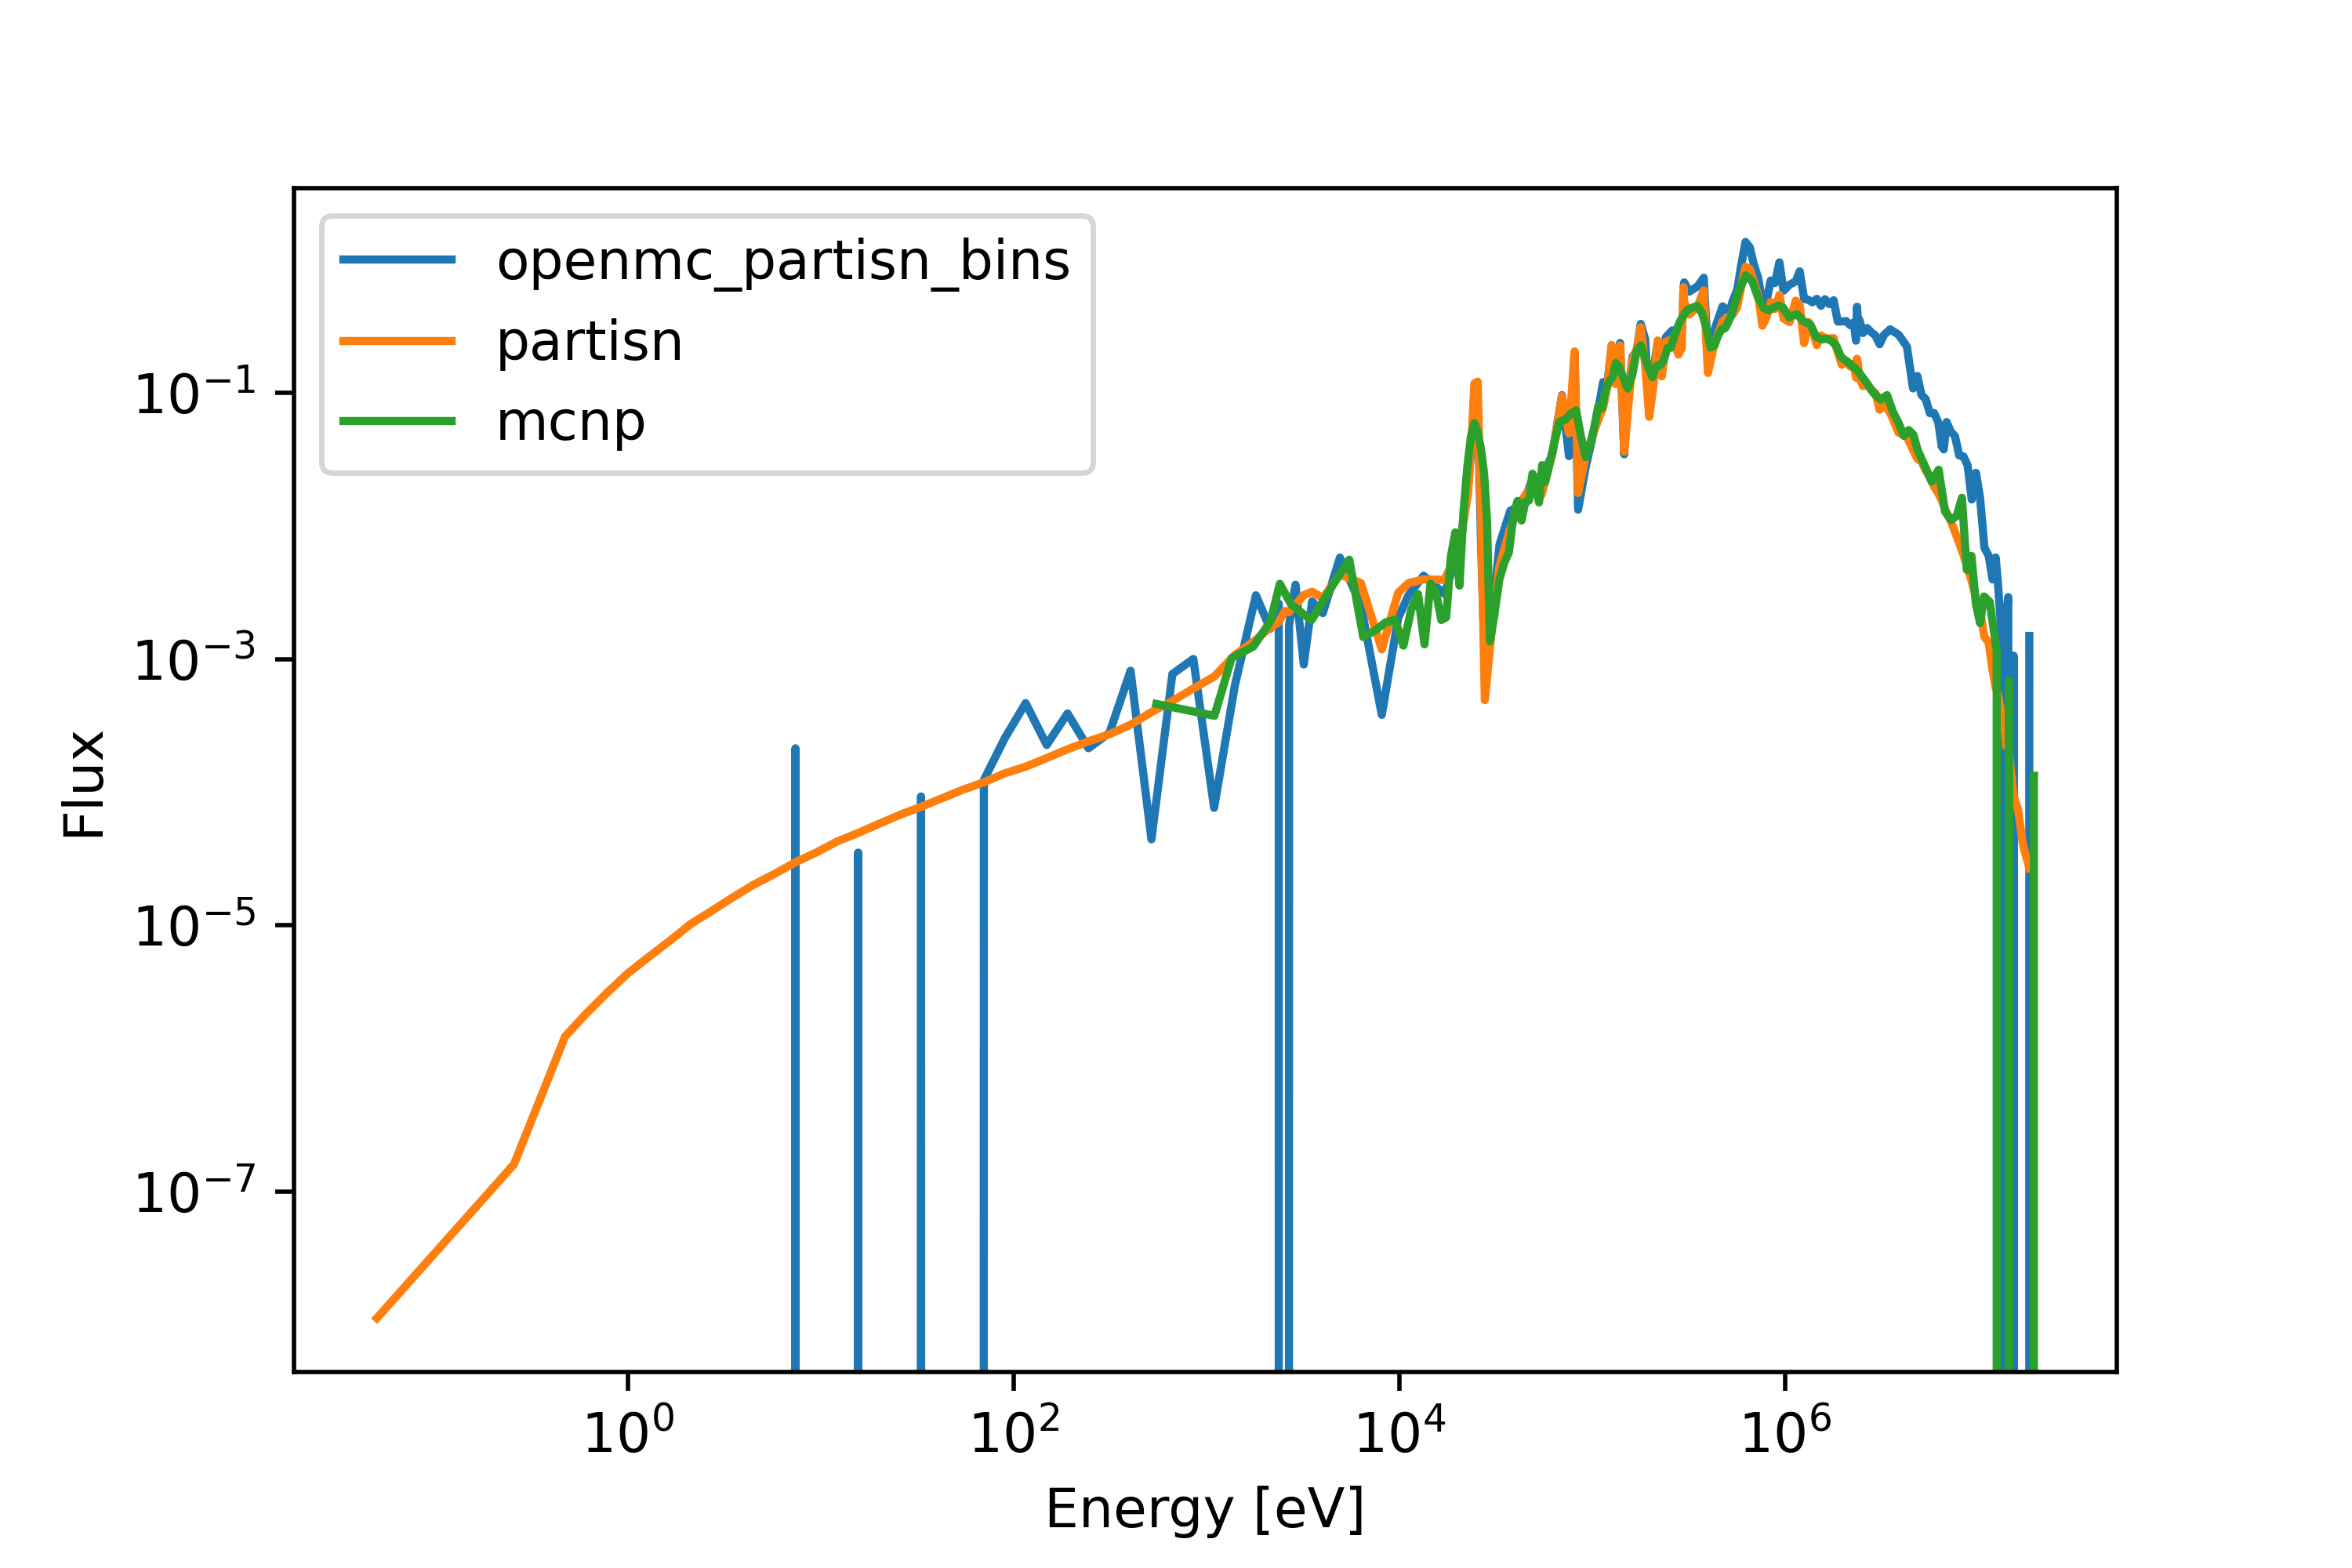 openmc_partisn_bins
partisn
mcnp
10⁻¹
10⁻³
10⁻⁵
10⁻⁷
Flux
10⁰ 10² 10⁴ 10⁶
Energy [eV]